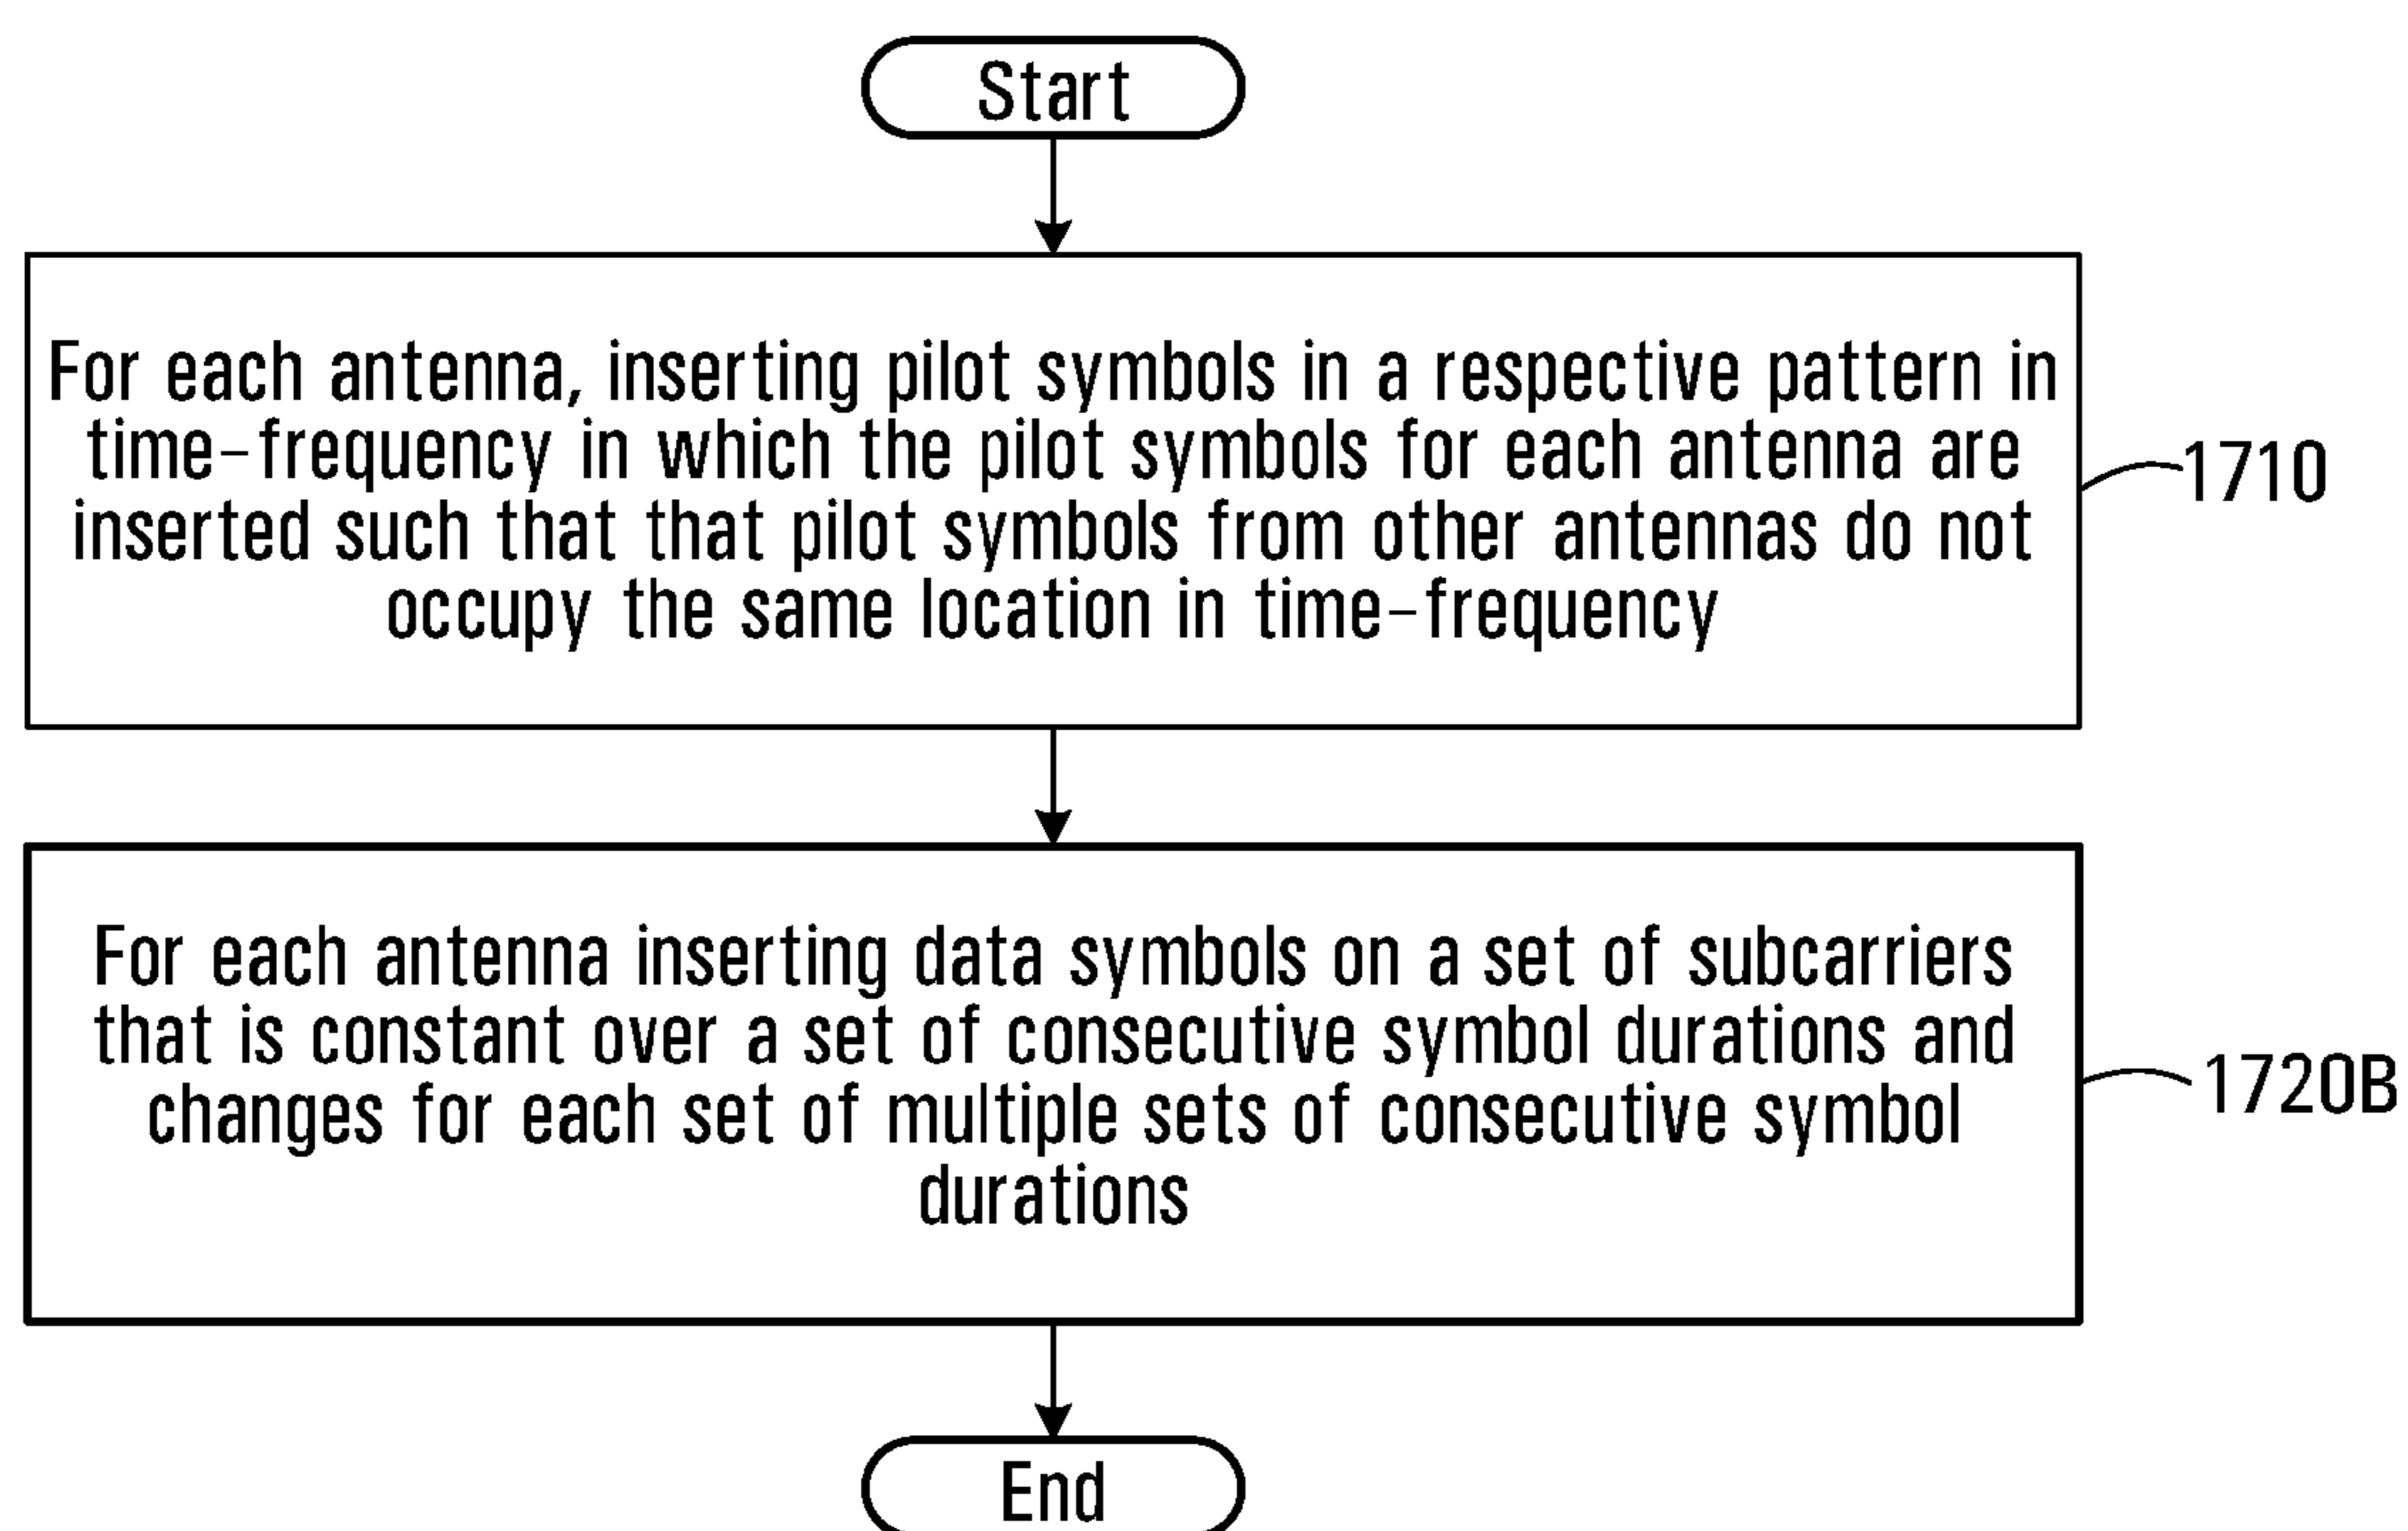 Start
For each antenna, inserting pilot symbols in a respective pattern in
time-frequency in which the pilot symbols for each antenna are
inserted such that that pilot symbols from other antennas do not
occupy the same location in time-frequency
1710
For each antenna inserting data symbols on a set of subcarriers
that is constant over a set of consecutive symbol durations and
changes for each set of multiple sets of consecutive symbol
durations
1720B
End